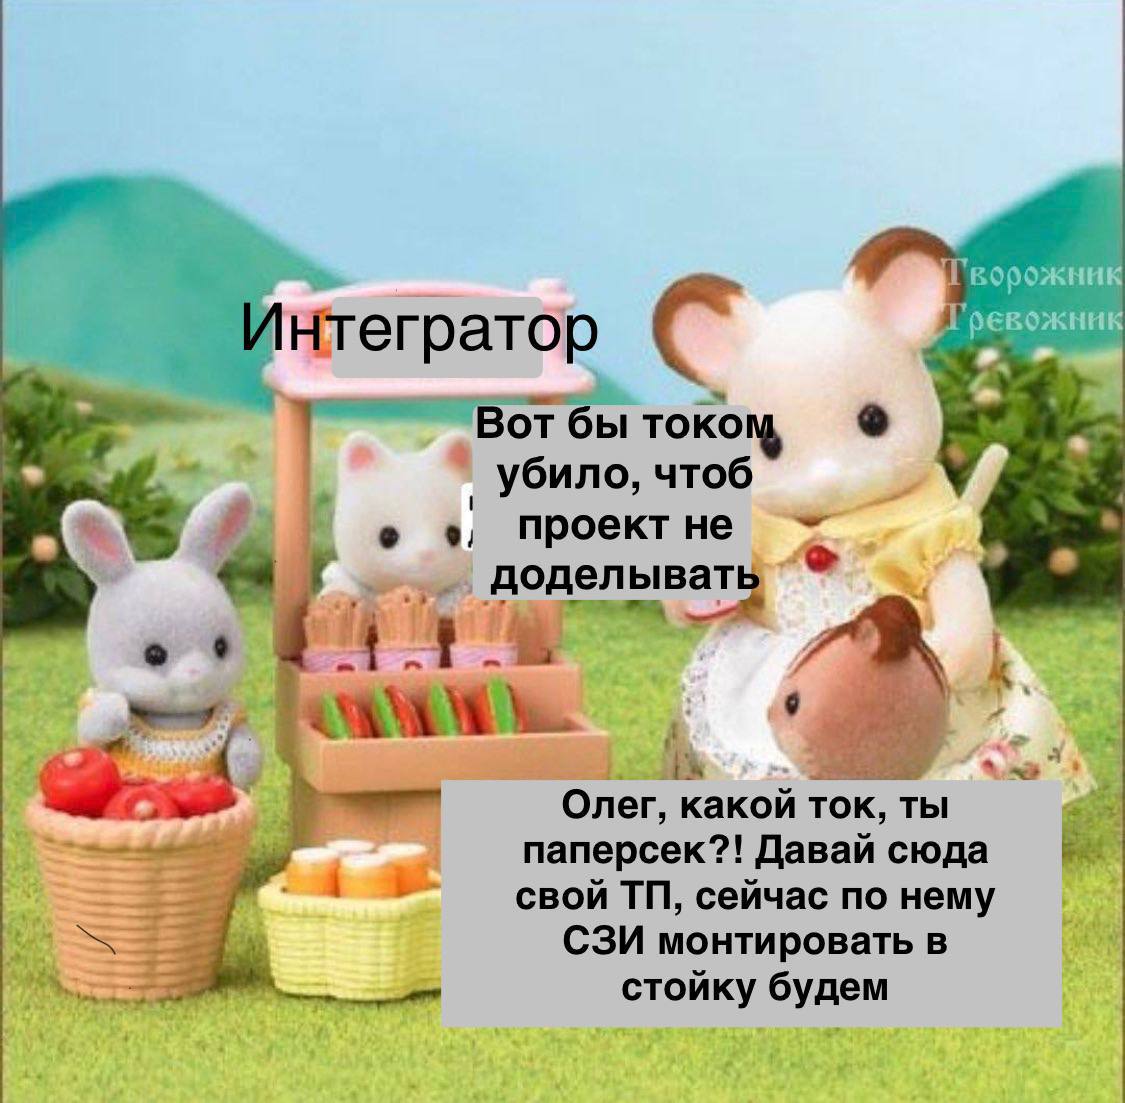 Творожник
Тревожник
Интегратор
Вот бы током
убило, чтоб
проект не
доделывать
Олег, какой ток, ты
паперсек?! Давай сюда
свой ТП, сейчас по нему
СЗИ монтировать в
стойку будем